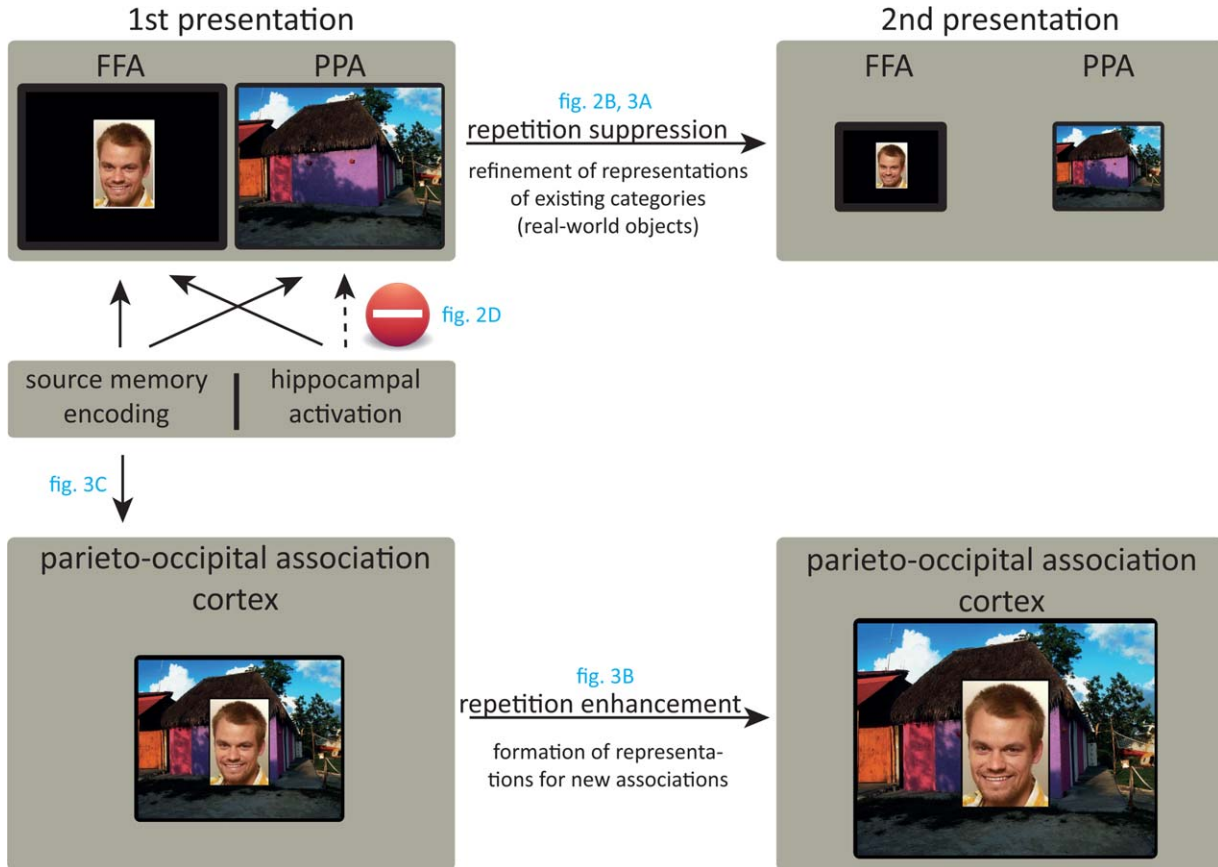 1st presentation
2nd presentation
FFA
PPA
FFA
PPA
fig. 2B, 3A
repetition suppression
refinement of representations
of existing categories
(real-world objects)
fig. 2D
source memory
encoding
hippocampal
activation
fig. 3C
parieto-occipital association
cortex
fig. 3B
repetition enhancement
formation of representa-
tions for new associations
parieto-occipital association
cortex